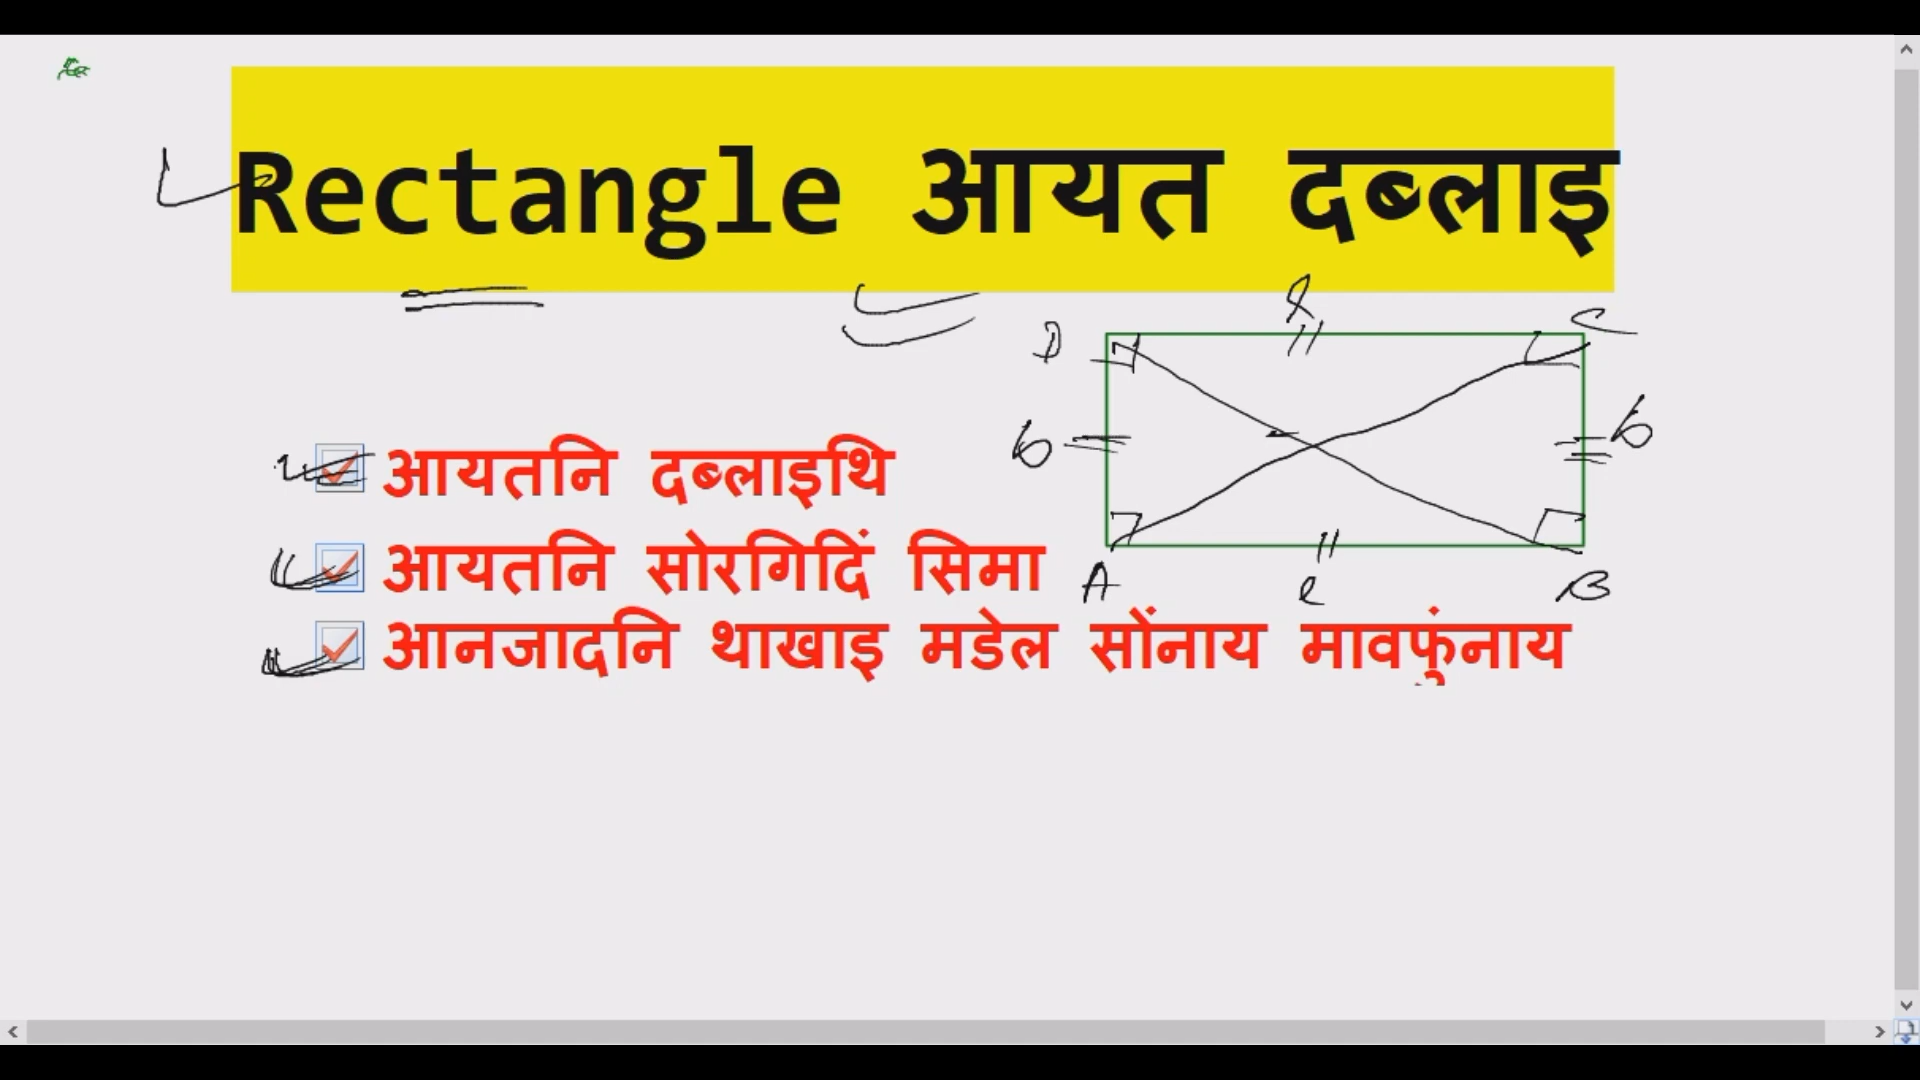 Rectangle आयत दब्लाइ
l
D C
b b
आयतनि दब्लाइथि
आयतनि सोरगिदिं सिमा
A l B
आनजादनि थाखाइ मडेल सोंनाय मावफुंनाय